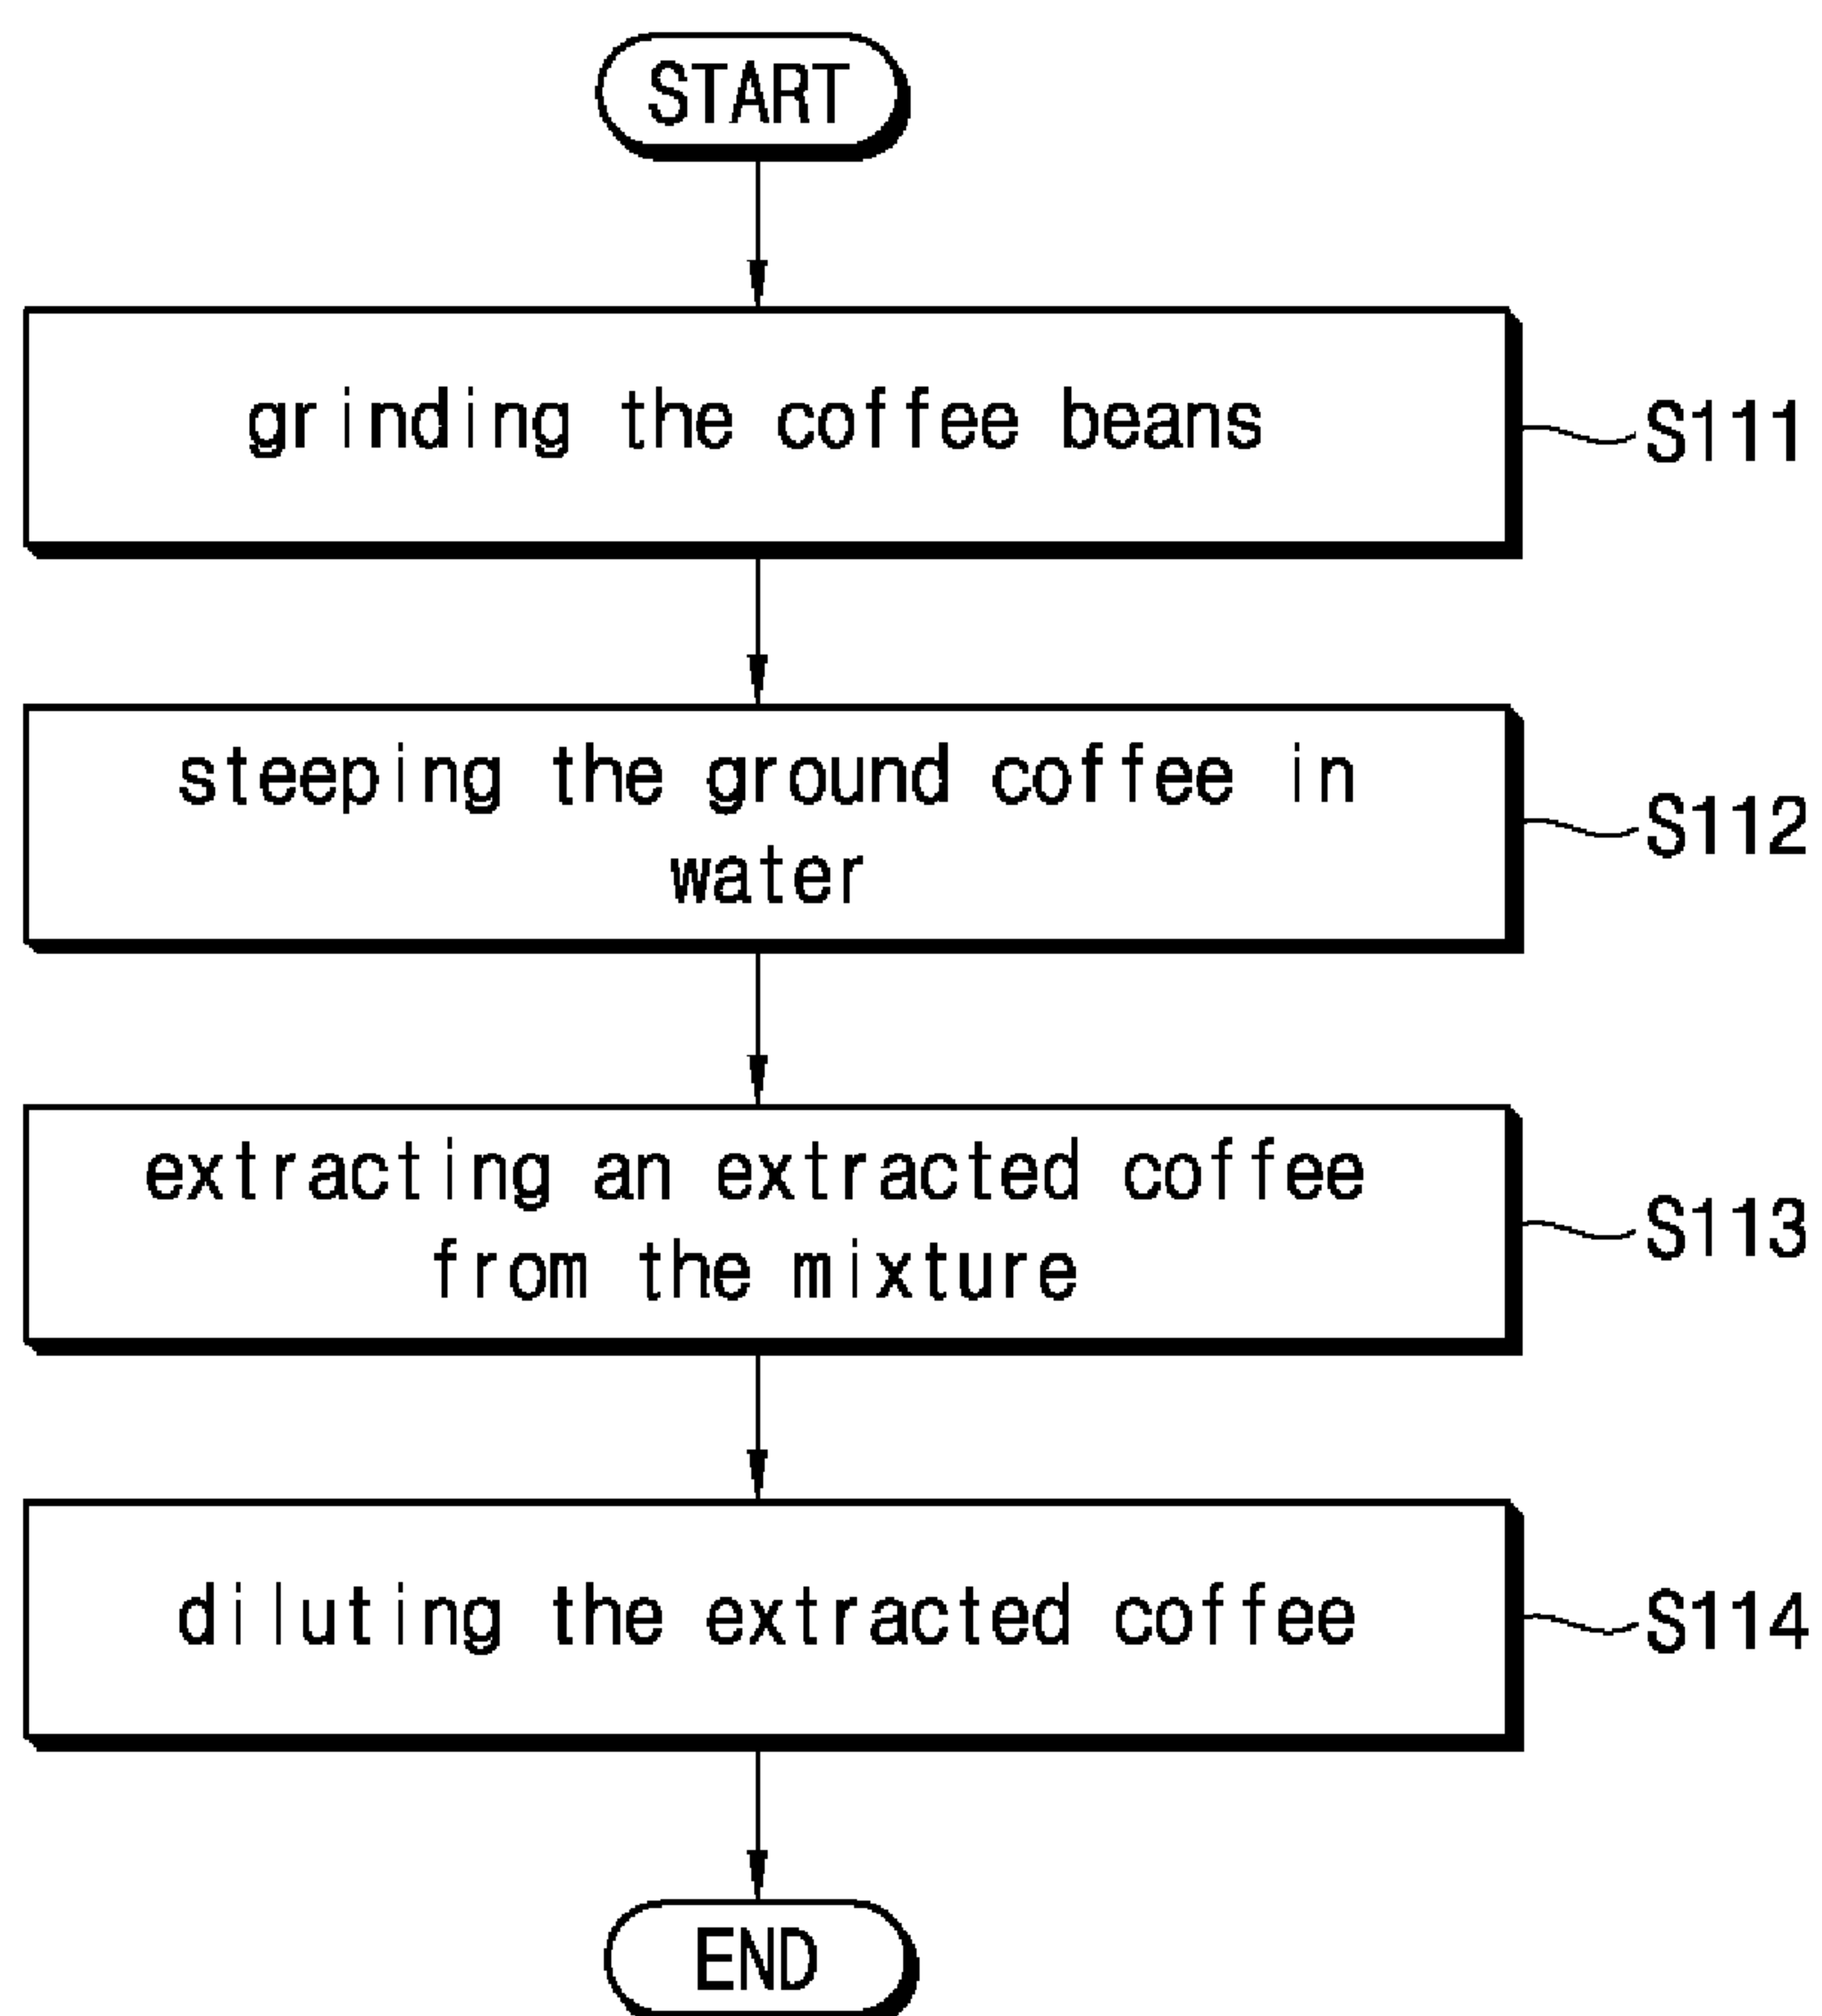 START
grinding the coffee beans
S111
steeping the ground coffee in
water
S112
extracting an extracted coffee
from the mixture
S113
diluting the extracted coffee
S114
END